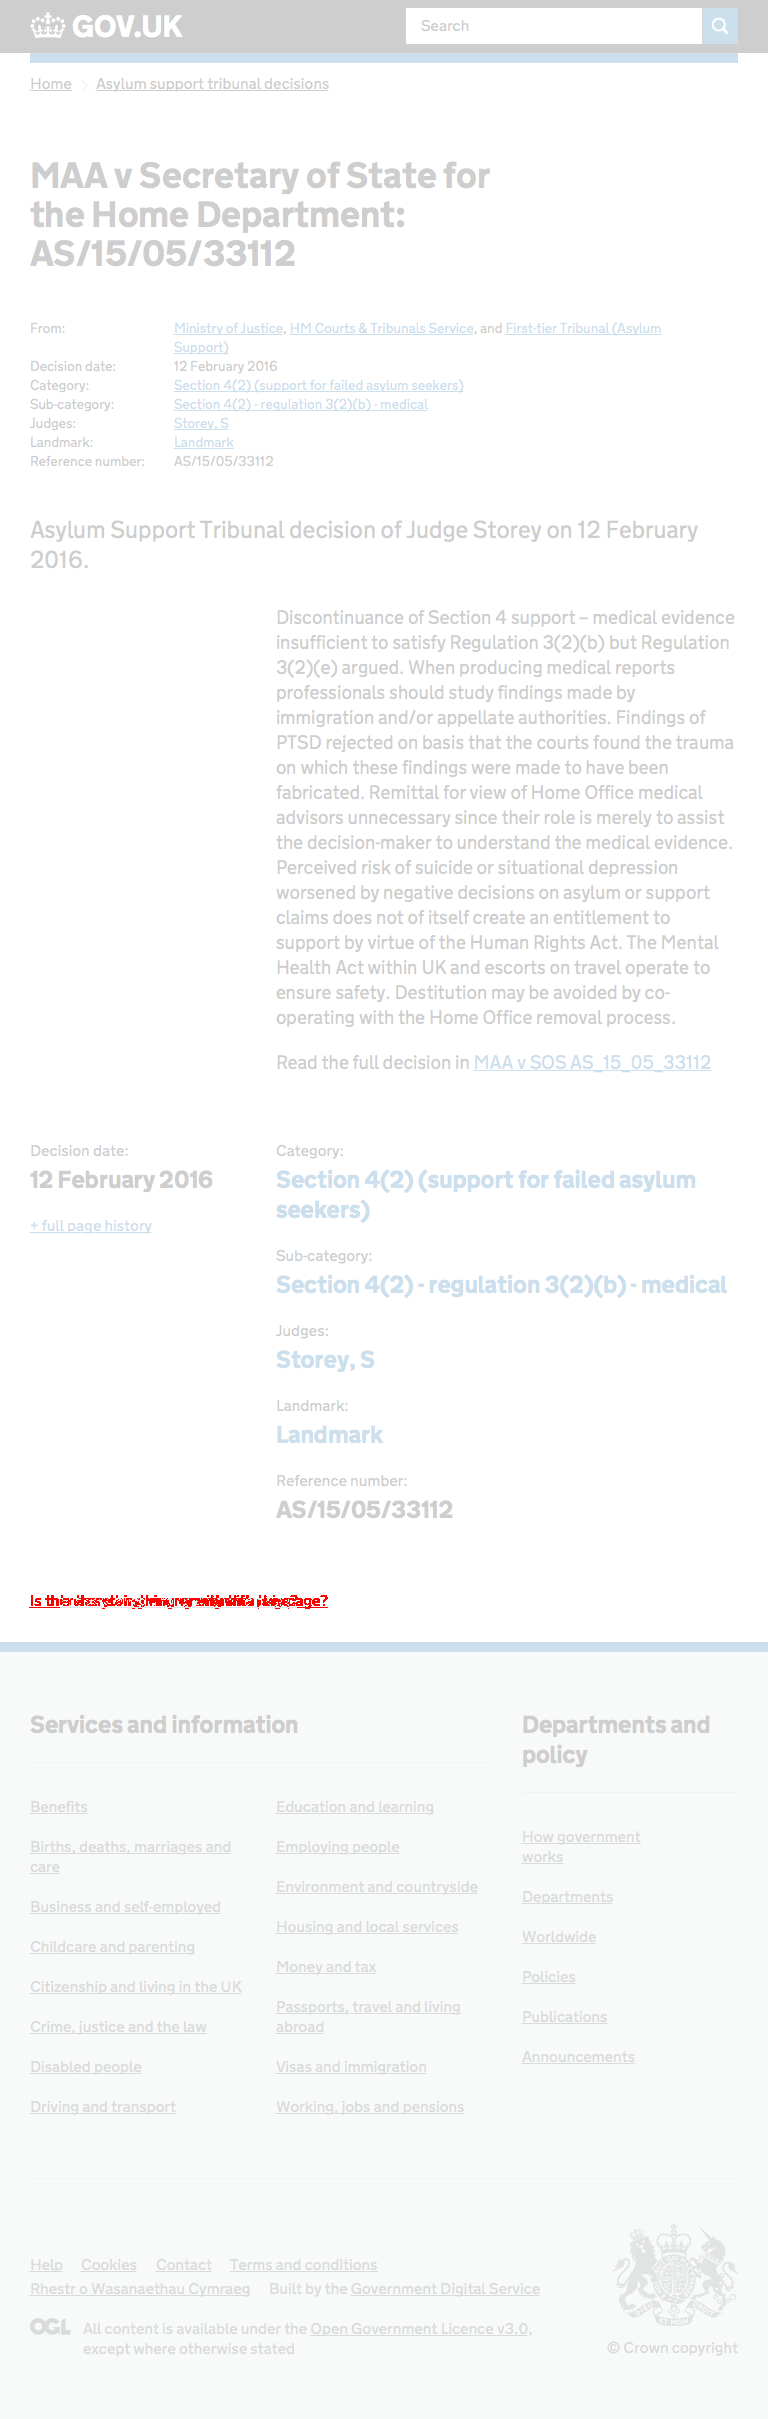 GOV.UK
Search
Home
Asylum support tribunal decisions
MAA v Secretary of State for
the Home Department:
AS/15/05/33112
From: Ministry of Justice, HM Courts & Tribunals Service, and First-tier Tribunal (Asylum
Support)
Decision date: 12 February 2016
Category: Section 4(2) (support for failed asylum seekers)
Sub-category: Section 4(2) - regulation 3(2)(b) - medical
Judges: Storey, S
Landmark: Landmark
Reference number: AS/15/05/33112
Asylum Support Tribunal decision of Judge Storey on 12 February
2016.
Discontinuance of Section 4 support – medical evidence
insufficient to satisfy Regulation 3(2)(b) but Regulation
3(2)(e) argued. When producing medical reports
professionals should study findings made by
immigration and/or appellate authorities. Findings of
PTSD rejected on basis that the courts found the trauma
on which these findings were made to have been
fabricated. Remittal for view of Home Office medical
advisors unnecessary since their role is merely to assist
the decision-maker to understand the medical evidence.
Perceived risk of suicide or situational depression
worsened by negative decisions on asylum or support
claims does not of itself create an entitlement to
support by virtue of the Human Rights Act. The Mental
Health Act within UK and escorts on travel operate to
ensure safety. Destitution may be avoided by co-
operating with the Home Office removal process.
Read the full decision in MAA v SOS AS_15_05_33112
Decision date:
12 February 2016
+ full page history
Category:
Section 4(2) (support for failed asylum
seekers)
Sub-category:
Section 4(2) - regulation 3(2)(b) - medical
Judges:
Storey, S
Landmark:
Landmark
Reference number:
AS/15/05/33112
Services and information
Benefits
Births, deaths, marriages and
care
Business and self-employed
Childcare and parenting
Citizenship and living in the UK
Crime, justice and the law
Disabled people
Driving and transport
Education and learning
Employing people
Environment and countryside
Housing and local services
Money and tax
Passports, travel and living
abroad
Visas and immigration
Working, jobs and pensions
Departments and
policy
How government
works
Departments
Worldwide
Policies
Publications
Announcements
Help Cookies Contact Terms and conditions
Rhestr o Wasanaethau Cymraeg Built by the Government Digital Service
OGL All content is available under the Open Government Licence v3.0,
except where otherwise stated
© Crown copyright